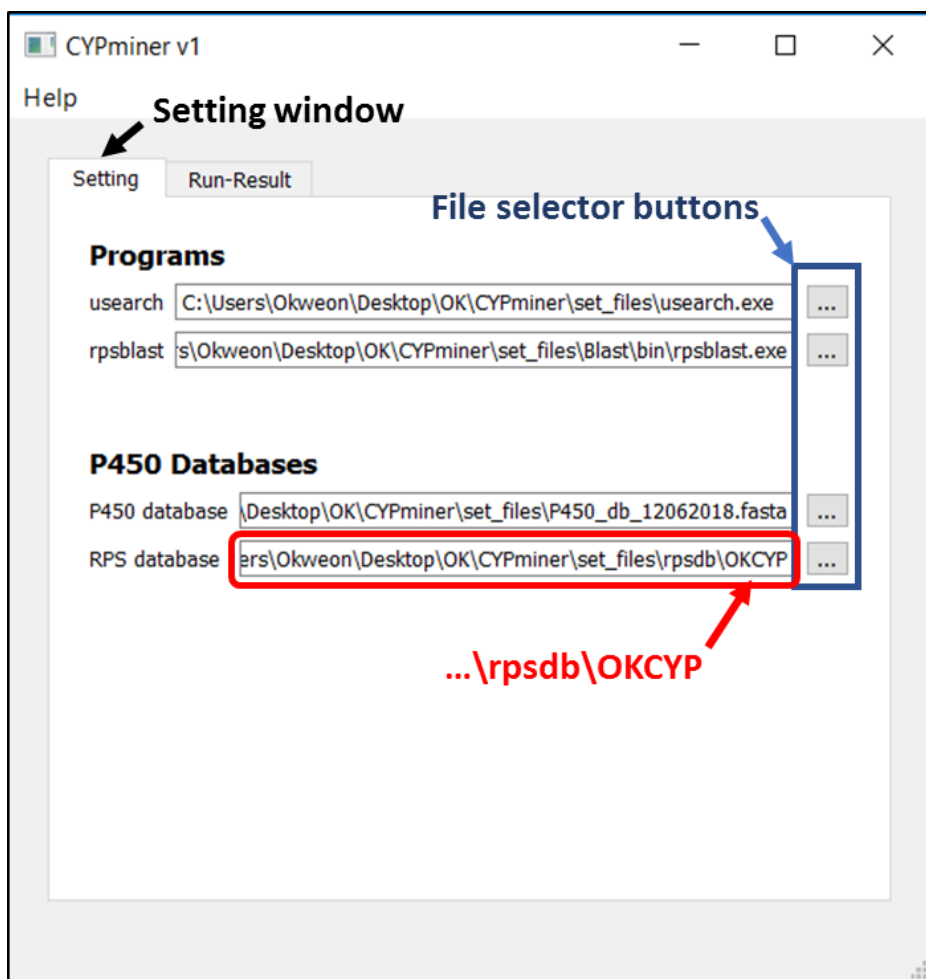 CYPminer v1
Help
Setting window
Setting Run-Result
File selector buttons
Programs
usearch C:\Users\Okweon\Desktop\OK\CYPminer\set_files\usearch.exe ...
rpsblast rs\Okweon\Desktop\OK\CYPminer\set_files\Blast\bin\rpsblast.exe ...
P450 Databases
P450 database \Desktop\OK\CYPminer\set_files\P450_db_12062018.fasta ...
RPS database ers\Okweon\Desktop\OK\CYPminer\set_files\rpsdb\OKCYP ...
...\rpsdb\OKCYP